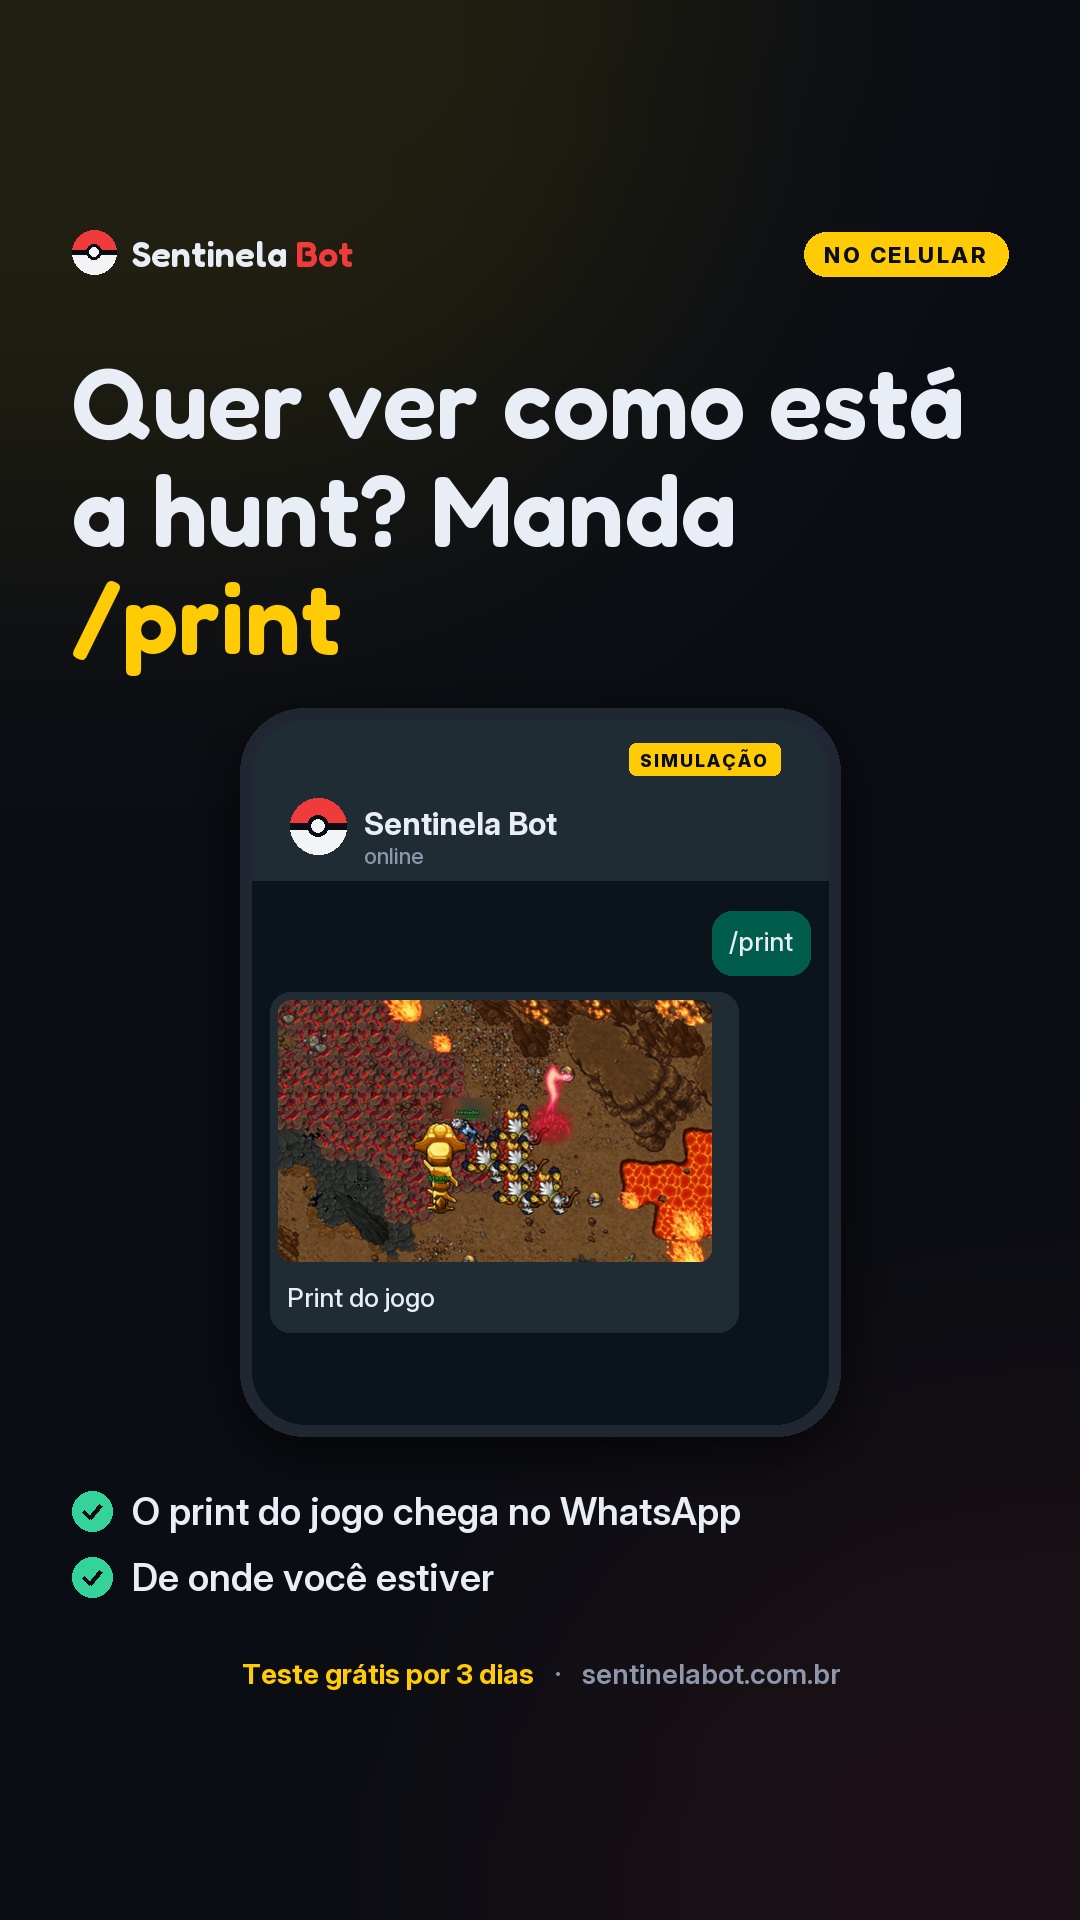 Sentinela Bot
NO CELULAR
Quer ver como está
a hunt? Manda
/print
SIMULAÇÃO
Sentinela Bot
online
/print
Print do jogo
O print do jogo chega no WhatsApp
De onde você estiver
Teste grátis por 3 dias · sentinelabot.com.br